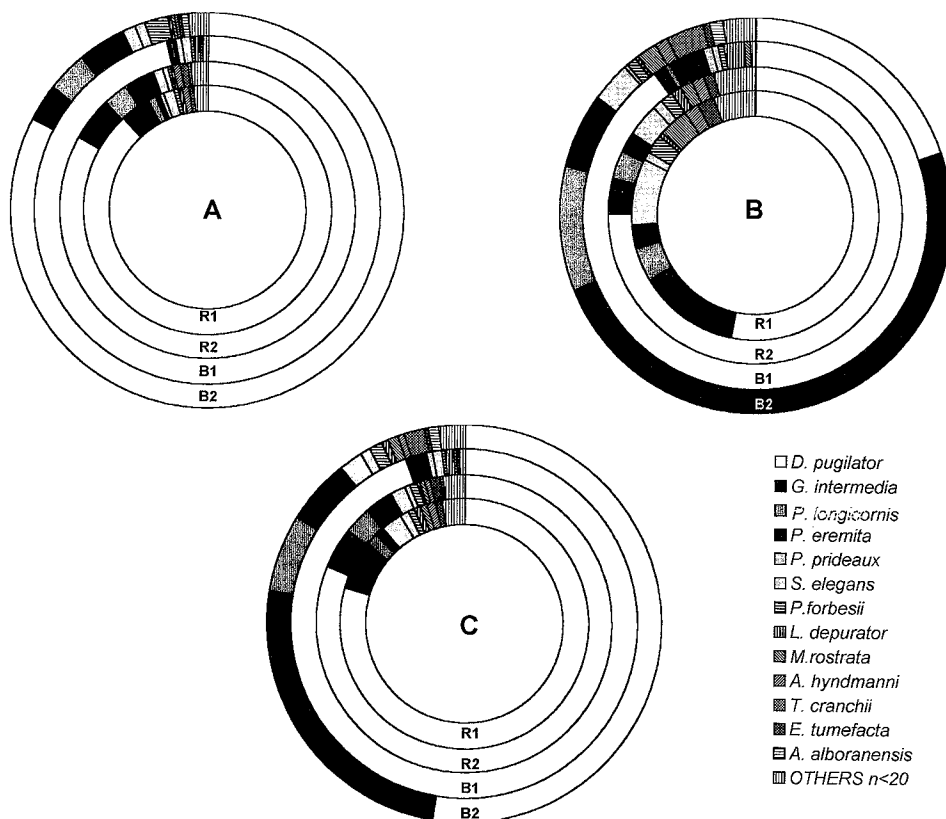 A
R1
R2
B1
B2
B
R1
R2
B1
B2
C
R1
R2
B1
B2
D. pugilator
G. intermedia
P. longicornis
P. eremita
P. prideaux
S. elegans
P.forbesii
L. depurator
M.rostrata
A. hyndmanni
T. cranchii
E. tumefacta
A. alboranensis
OTHERS n<20